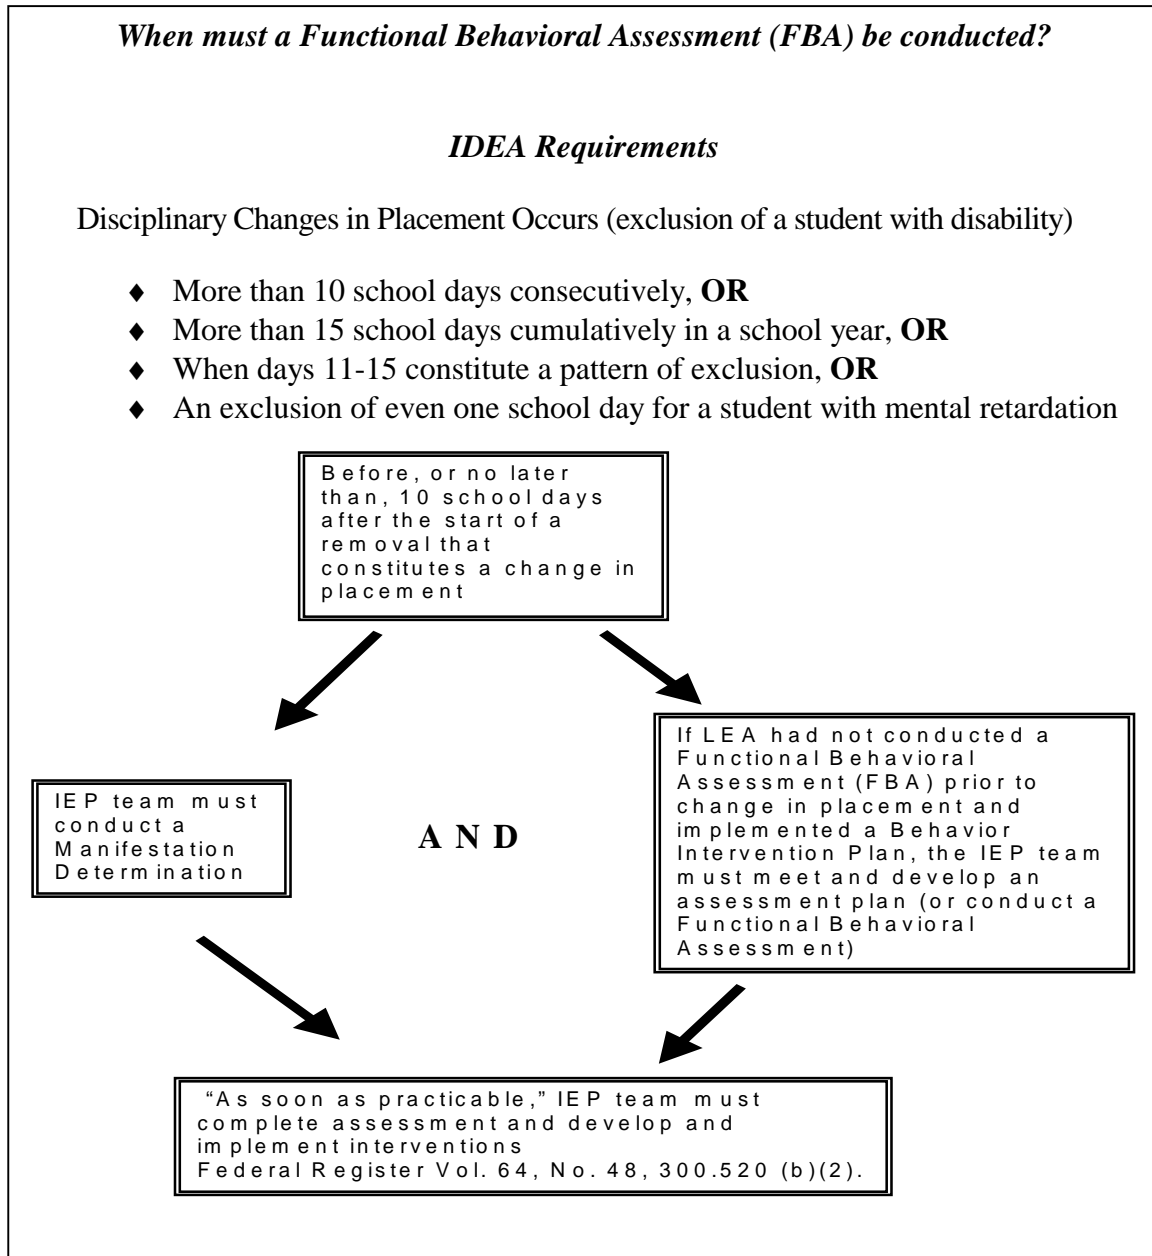 When must a Functional Behavioral Assessment (FBA) be conducted?
IDEA Requirements
Disciplinary Changes in Placement Occurs (exclusion of a student with disability)
♦ More than 10 school days consecutively, OR
♦ More than 15 school days cumulatively in a school year, OR
♦ When days 11-15 constitute a pattern of exclusion, OR
♦ An exclusion of even one school day for a student with mental retardation
Before, or no later
than, 10 school days
after the start of a
removal that
constitutes a change in
placement
IEP team must
conduct a
Manifestation
Determination
AND
If LEA had not conducted a
Functional Behavioral
Assessment (FBA) prior to
change in placement and
implemented a Behavior
Intervention Plan, the IEP team
must meet and develop an
assessment plan (or conduct a
Functional Behavioral
Assessment)
“As soon as practicable,” IEP team must
complete assessment and develop and
implement interventions
Federal Register Vol. 64, No. 48, 300.520 (b)(2).